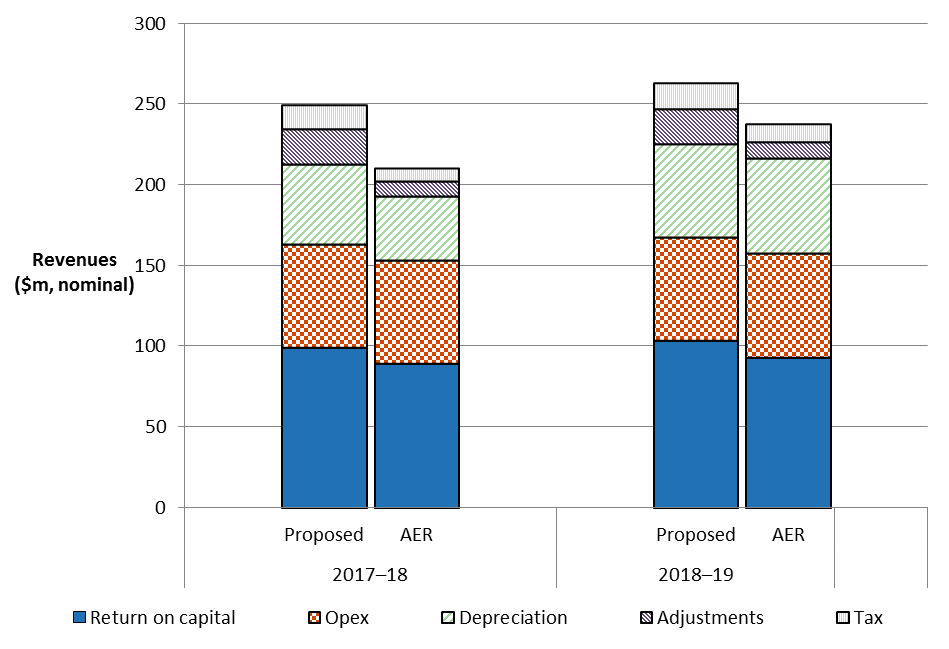 300
250
200
150
100
50
0
Revenues
($m, nominal)
Proposed AER Proposed AER
2017–18 2018–19
Return on capital Opex Depreciation Adjustments Tax